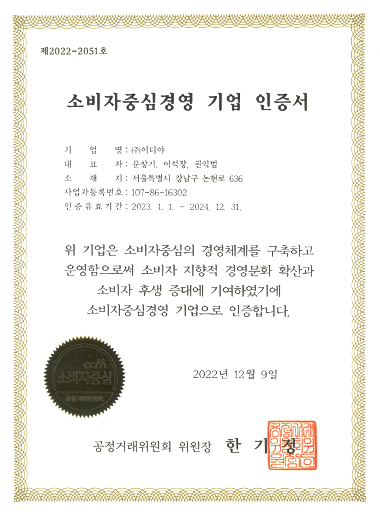 제2022-2051호
소비자중심경영 기업 인증서
기 업 명 : ㈜이디야
대 표 자 : 문창기, 이석장, 권익범
소 재 지 : 서울특별시 강남구 논현로 636
사업자등록번호 : 107-86-16302
인증유효기간 : 2023. 1. 1. ~ 2024. 12. 31.
위 기업은 소비자중심의 경영체계를 구축하고
운영함으로써 소비자 지향적 경영문화 확산과
소비자 후생 증대에 기여하였기에
소비자중심경영 기업으로 인증합니다.
CCM
소비자중심
공정거래위원회
2022년 12월 9일
공정거래위원회 위원장 한 기 정